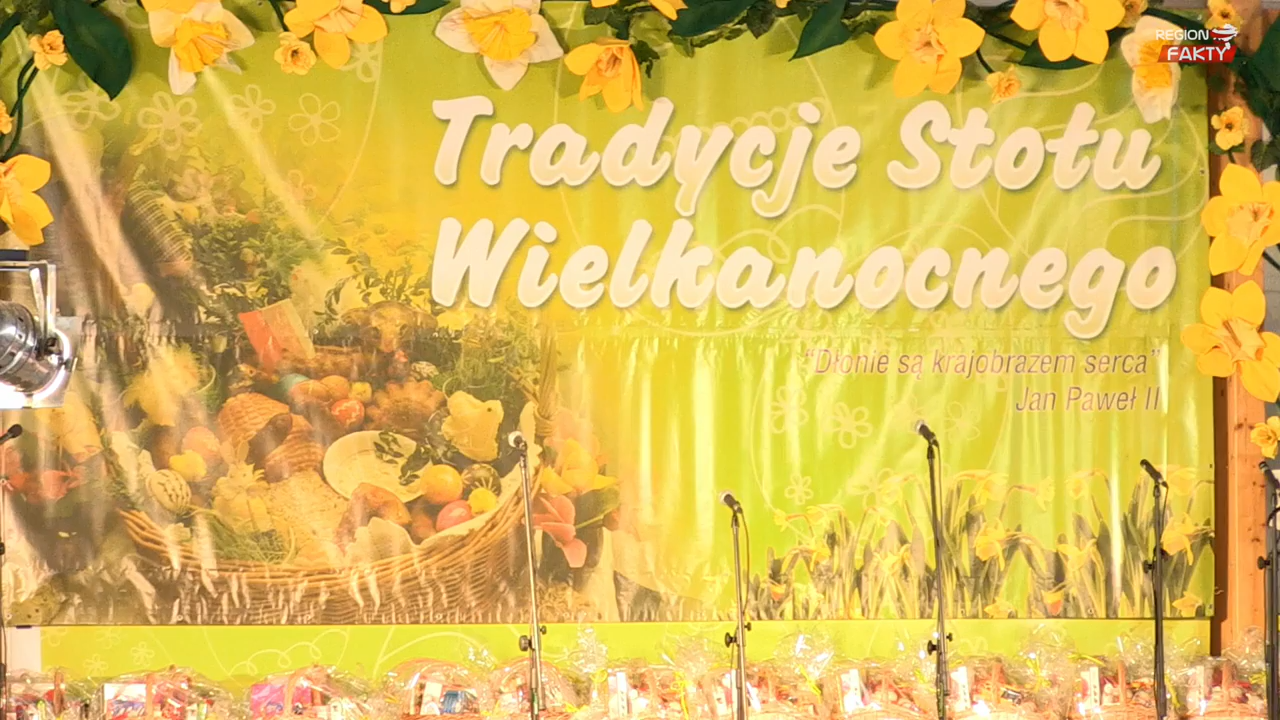 REGION
FAKTY
Tradycje Stołu
Wielkanocnego
“Dłonie są krajobrazem serca”
Jan Paweł II